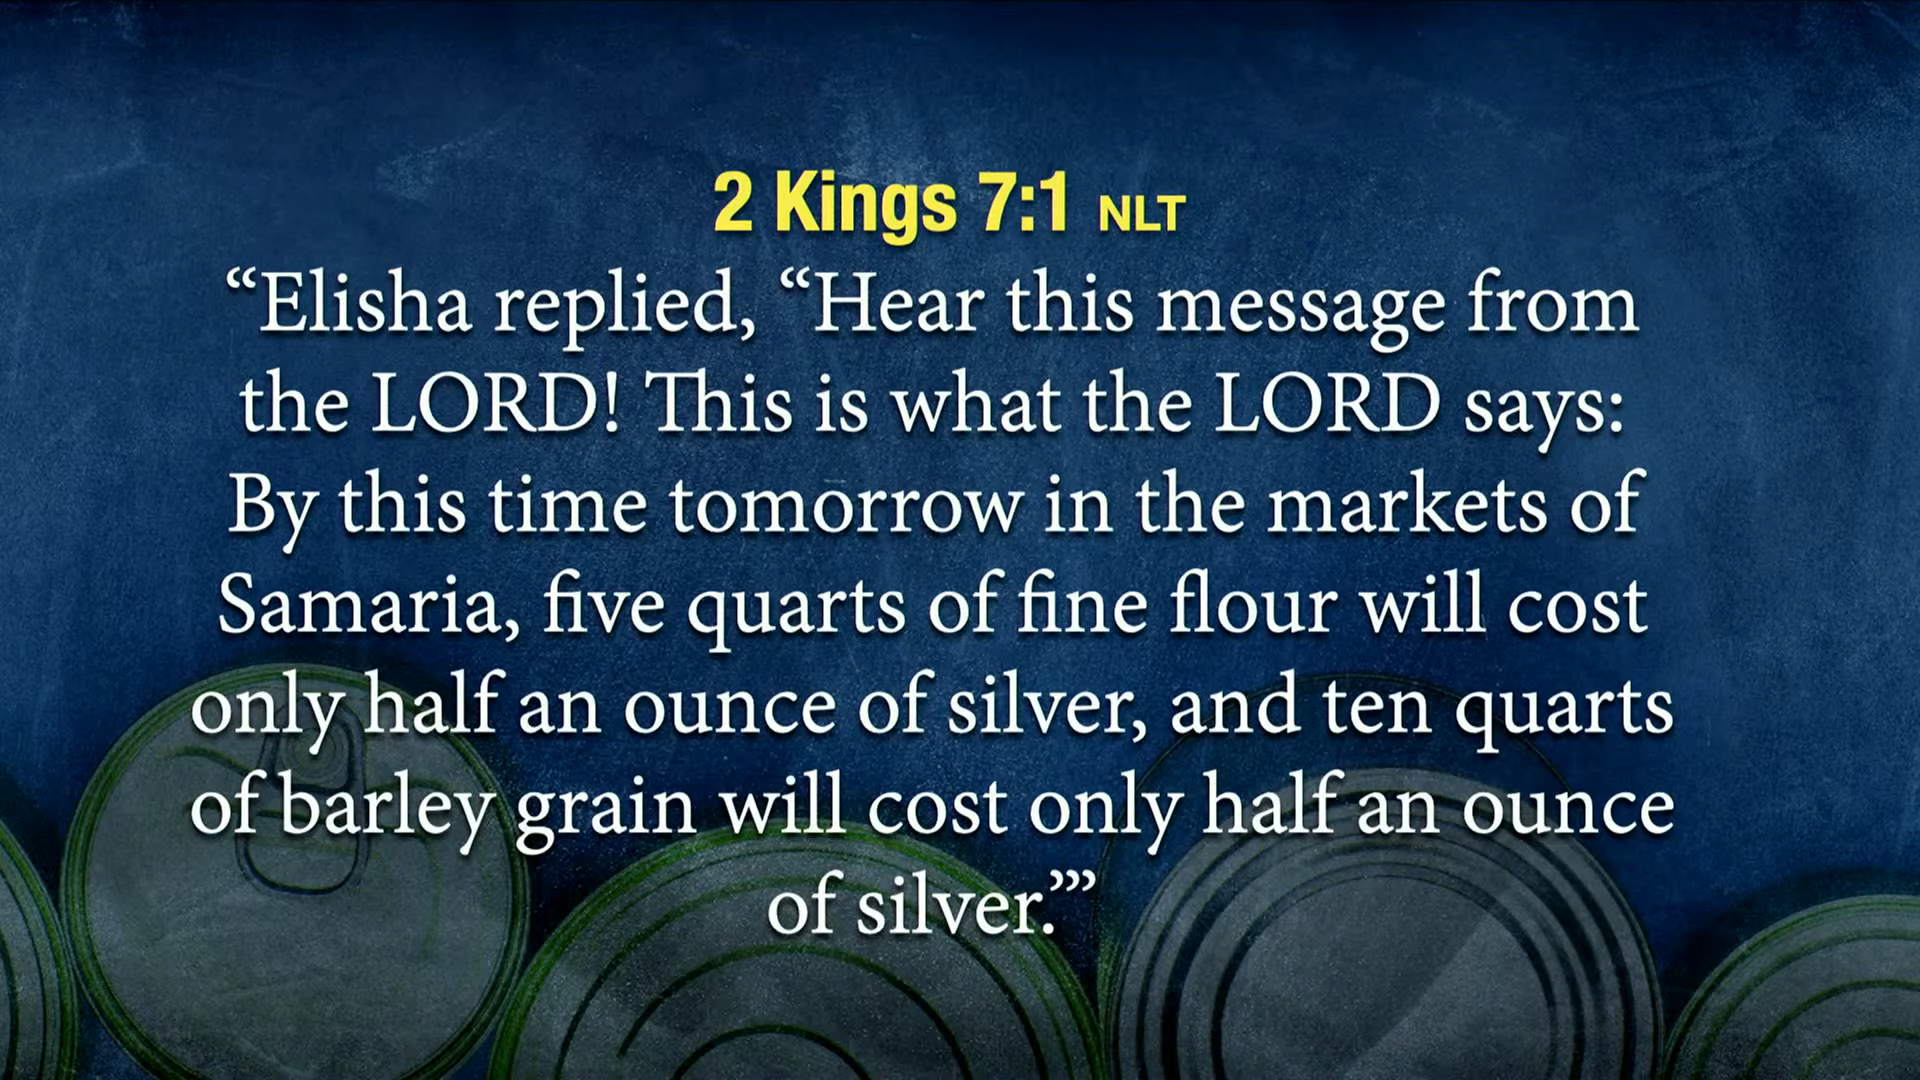 2 Kings 7:1 NLT
“Elisha replied, “Hear this message from
the LORD! This is what the LORD says:
By this time tomorrow in the markets of
Samaria, five quarts of fine flour will cost
only half an ounce of silver, and ten quarts
of barley grain will cost only half an ounce
of silver.”’”